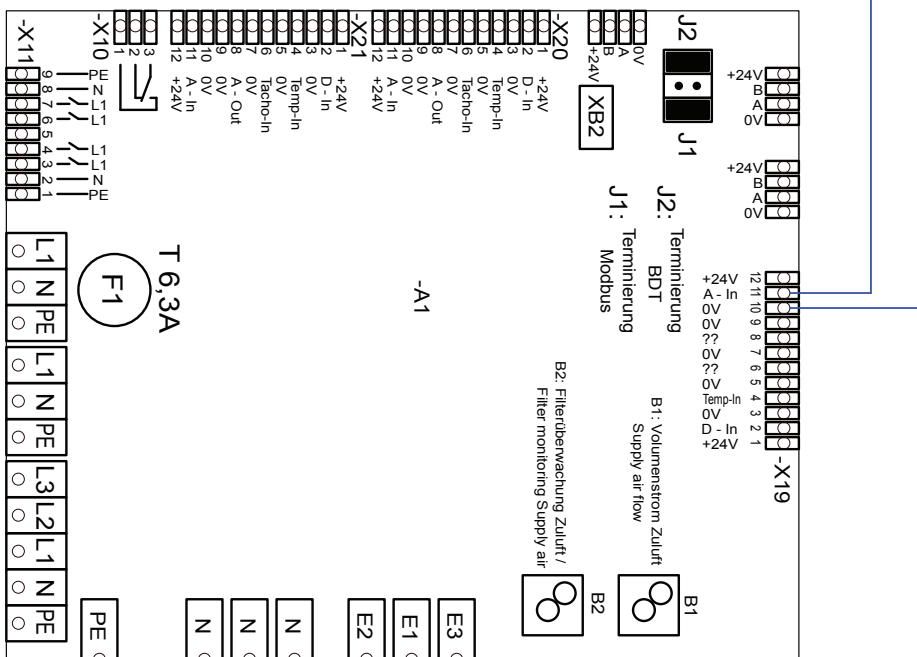 -X11
9 PE
8 N
7 L1
6 L1
5
4 L1
3 L1
2 N
1 PE
-X10
1
2
3
-X21
12 +24V
11 A - In
10 0V
9 0V
8 A - Out
7 0V
6 Tacho-In
5 0V
4 Temp-In
3 0V
2 D - In
1 +24V
-X20
12 +24V
11 A - In
10 0V
9 0V
8 A - Out
7 0V
6 Tacho-In
5 0V
4 Temp-In
3 0V
2 D - In
1 +24V
+24V
B
A
0V
XB2
J2
J1
+24V
B
A
0V
+24V
B
A
0V
J2: Terminierung
BDT
J1: Terminierung
Modbus
+24V 12
A - In 11
0V 10
0V 9
?? 8
0V 7
?? 6
0V 5
Temp-In 4
0V 3
D - In 2
+24V 1
-X19
-A1
T 6,3A
F1
L1
N
PE
L1
N
PE
L3
L2
L1
N
PE
B1: Volumenstrom Zuluft
Supply air flow
B2: Filterüberwachung Zuluft /
Filter monitoring Supply air
B2
B1
PE
N
N
N
E2
E1
E3